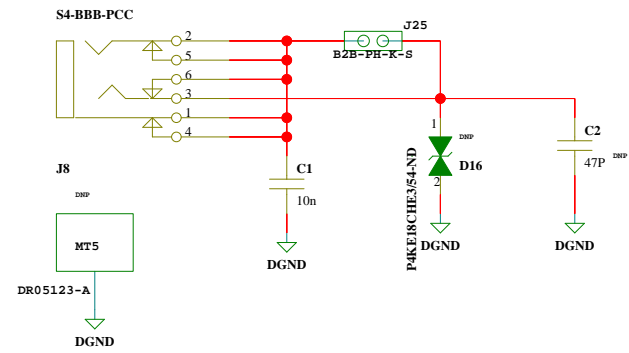 S4-BBB-PCC
2
5
6
3
1
4
J25
B2B-PH-K-S
J8
DNP
MT5
DR05123-A
DGND
C1
10n
DGND
1
DNP
D16
2
P4KE18CHE3/54-ND
DGND
C2
47P
DNP
DGND